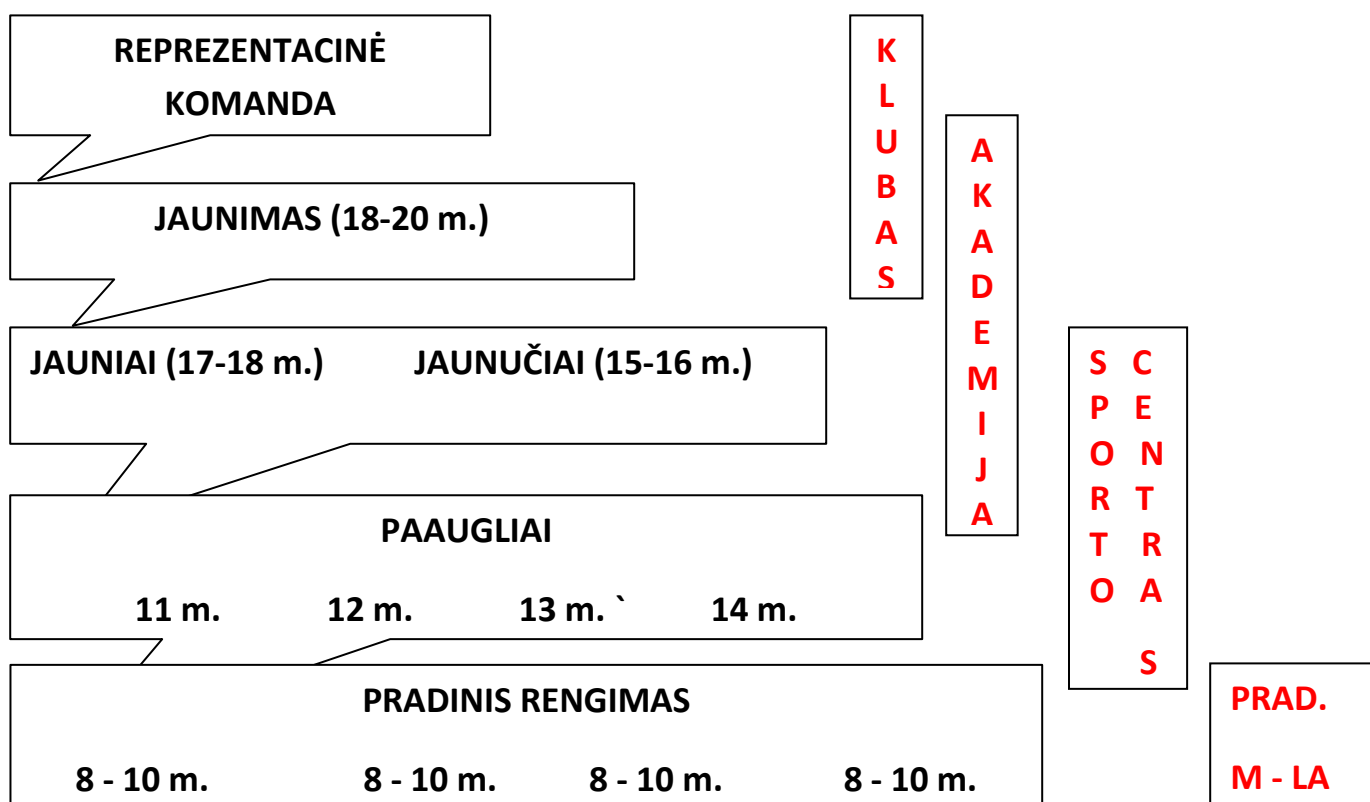 REPREZENTACINĖ
KOMANDA
JAUNIMAS (18-20 m.)
JAUNIAI (17-18 m.) JAUNUČIAI (15-16 m.)
PAAUGLIAI
11 m. 12 m. 13 m. ` 14 m.
PRADINIS RENGIMAS
8 - 10 m. 8 - 10 m. 8 - 10 m. 8 - 10 m.
KLUBAS
AKADEMIJA
SPORTO
CENTRAS
PRAD.
M - LA